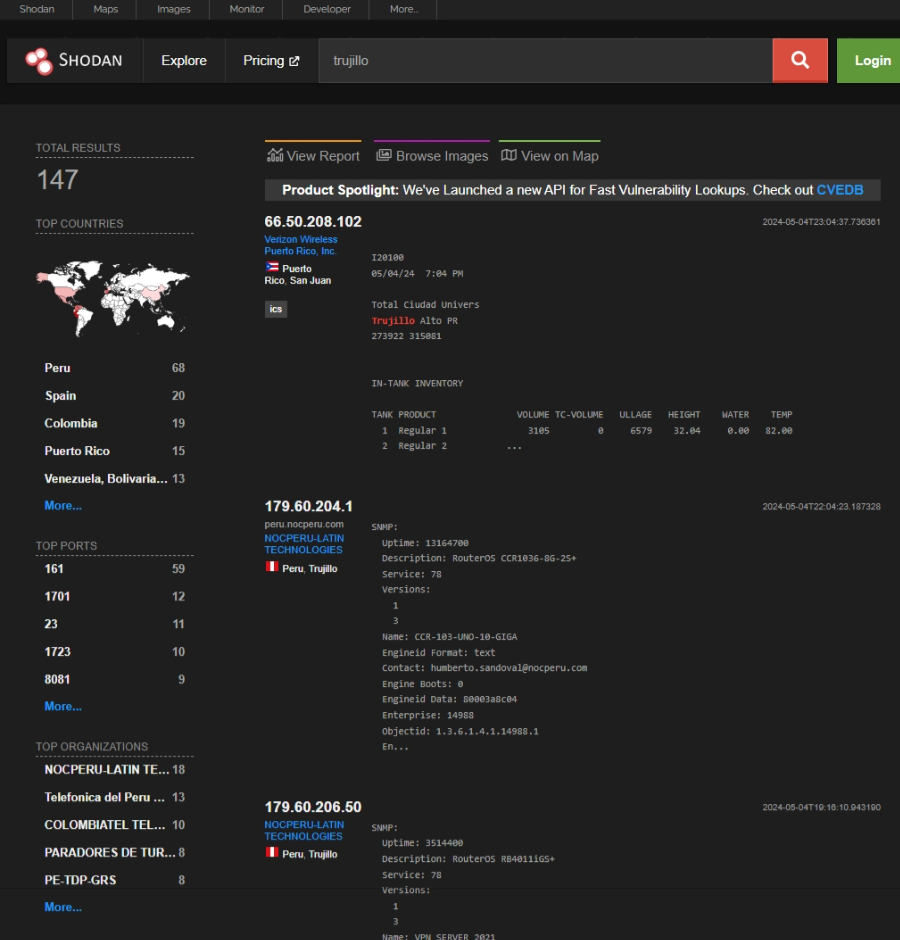 Shodan Maps Images Monitor Developer More...
SHODAN Explore Pricing trujillo Login
TOTAL RESULTS
147
TOP COUNTRIES
Peru 68
Spain 20
Colombia 19
Puerto Rico 15
Venezuela, Bolivaria... 13
More...
TOP PORTS
161 59
1701 12
23 11
1723 10
8081 9
More...
TOP ORGANIZATIONS
NOCPERU-LATIN TE... 18
Telefonica del Peru ... 13
COLOMBIATEL TEL... 10
PARADORES DE TUR... 8
PE-TDP-GRS 8
More...
View Report Browse Images View on Map
Product Spotlight: We've Launched a new API for Fast Vulnerability Lookups. Check out CVEDB
66.50.208.102 2024-05-04T23:04:37.736361
Verizon Wireless
Puerto Rico, Inc.
Puerto
Rico, San Juan
ics
I20100
05/04/24 7:04 PM
Total Ciudad Univers
Trujillo Alto PR
273922 315081
IN-TANK INVENTORY
TANK PRODUCT VOLUME TC-VOLUME ULLAGE HEIGHT WATER TEMP
1 Regular 1 3105 0 6579 32.04 0.00 82.00
2 Regular 2 ...
179.60.204.1 2024-05-04T22:04:23.187328
peru.nocperu.com
NOCPERU-LATIN
TECHNOLOGIES
Peru, Trujillo
SNMP:
Uptime: 13164700
Description: RouterOS CCR1036-8G-2S+
Service: 78
Versions:
1
3
Name: CCR-103-UNO-10-GIGA
Engineid Format: text
Contact: humberto.sandoval@nocperu.com
Engine Boots: 0
Engineid Data: 80003a8c04
Enterprise: 14988
Objectid: 1.3.6.1.4.1.14988.1
En...
179.60.206.50 2024-05-04T19:16:10.943190
NOCPERU-LATIN
TECHNOLOGIES
Peru, Trujillo
SNMP:
Uptime: 3514400
Description: RouterOS RB4011iGS+
Service: 78
Versions:
1
3
Name: VPN SERVER 2021